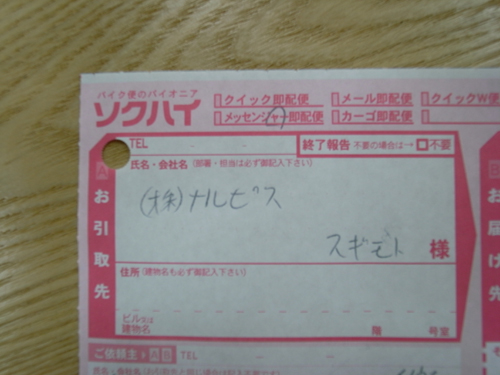 バイク便のパイオニア
ソクハイ
クイック即配便 メール即配便 クイックW便
メッセンジャー即配便 カーゴ即配便
TEL - - 終了報告 不要の場合は→ 不要
A お引取先
氏名・会社名 (部署・担当は必ず御記入下さい)
(株)ナルビス
スギモト 様
住所 (建物名も必ず御記入下さい)
ビル又は建物名 階 号室
B お届け先
ご依頼主 A B TEL - -